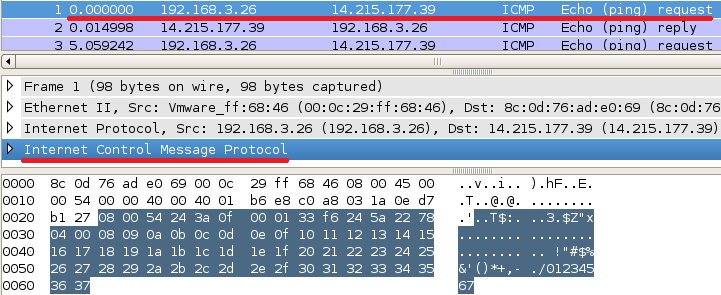 1 0.000000 192.168.3.26 14.215.177.39 ICMP Echo (ping) request
2 0.014998 14.215.177.39 192.168.3.26 ICMP Echo (ping) reply
3 5.059242 192.168.3.26 14.215.177.39 ICMP Echo (ping) request
Frame 1 (98 bytes on wire, 98 bytes captured)
Ethernet II, Src: Vmware_ff:68:46 (00:0c:29:ff:68:46), Dst: 8c:0d:76:ad:e0:69 (8c:0d:76
Internet Protocol, Src: 192.168.3.26 (192.168.3.26), Dst: 14.215.177.39 (14.215.177.39)
Internet Control Message Protocol
0000 8c 0d 76 ad e0 69 00 0c 29 ff 68 46 08 00 45 00 ..v..i.. ).hF..E.
0010 00 54 00 00 40 00 40 01 b6 e8 c0 a8 03 1a 0e d7 .T..@.@. ........
0020 b1 27 08 00 54 24 3a 0f 00 01 33 f6 24 5a 22 78 .'..T$:. ..3.$Z"x
0030 04 00 08 09 0a 0b 0c 0d 0e 0f 10 11 12 13 14 15 ........ ........
0040 16 17 18 19 1a 1b 1c 1d 1e 1f 20 21 22 23 24 25 ........ .. !"#$%
0050 26 27 28 29 2a 2b 2c 2d 2e 2f 30 31 32 33 34 35 &'()*+,- ./012345
0060 36 37 67